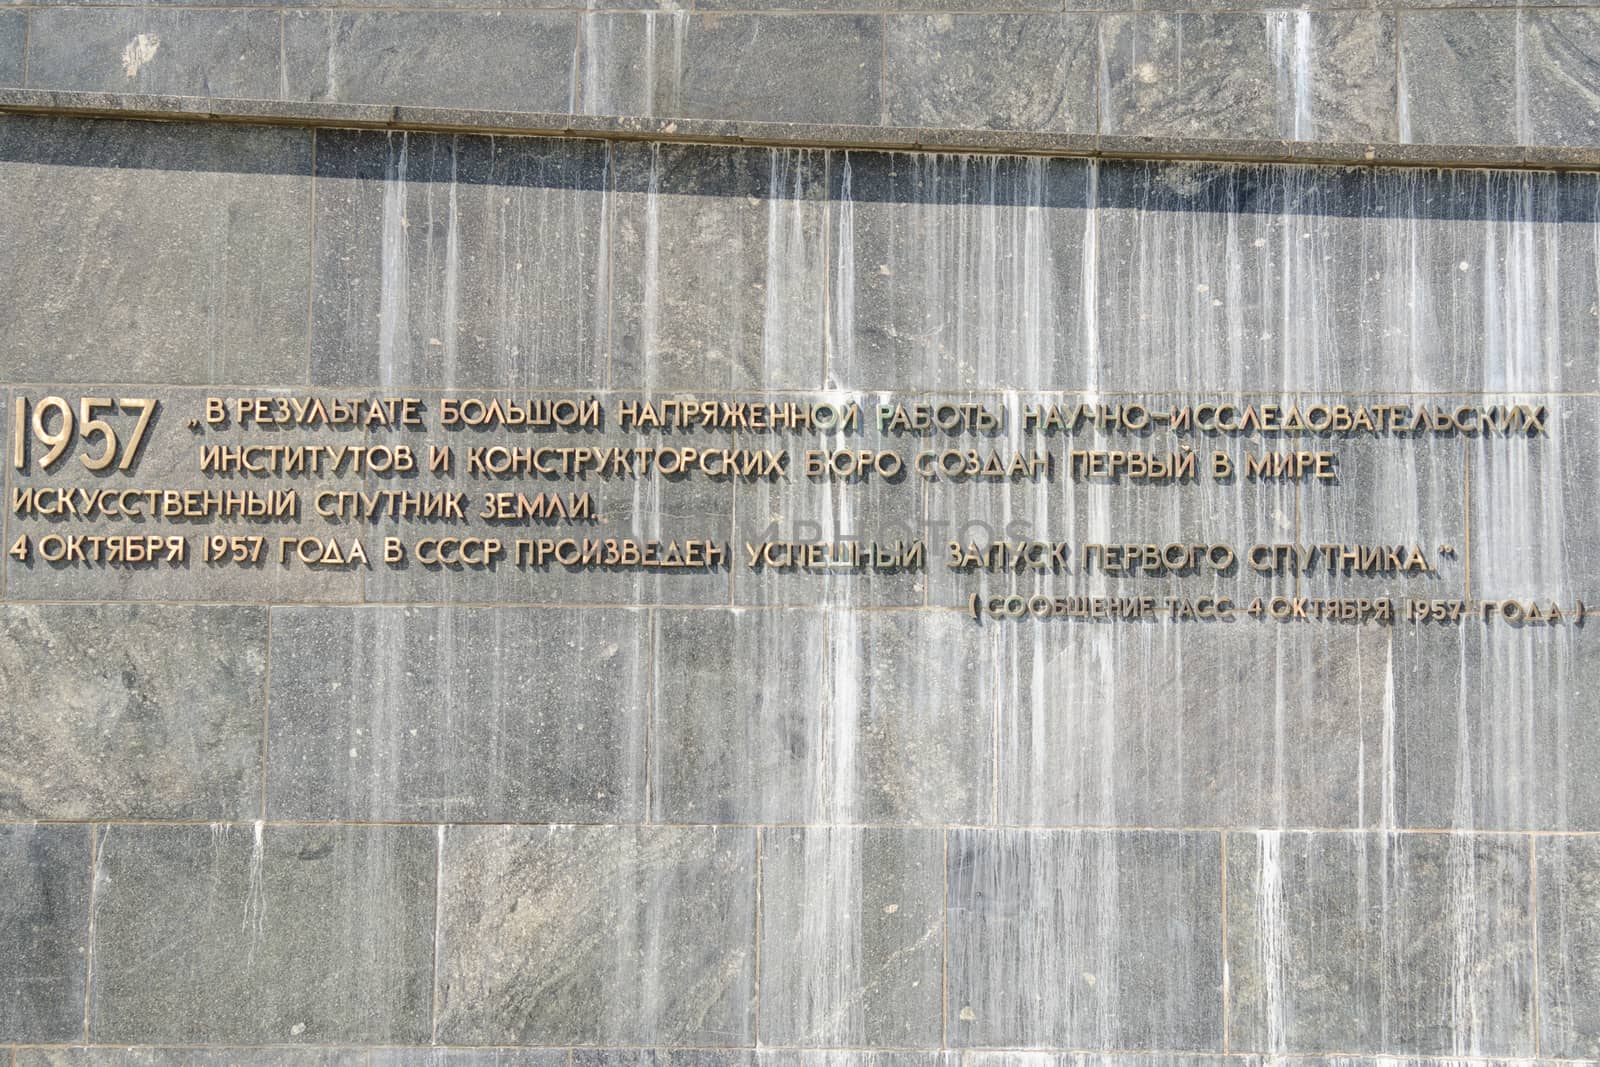 1957 „В РЕЗУЛЬТАТЕ БОЛЬШОЙ НАПРЯЖЕННОЙ РАБОТЫ НАУЧНО-ИССЛЕДОВАТЕЛЬСКИХ
ИНСТИТУТОВ И КОНСТРУКТОРСКИХ БЮРО СОЗДАН ПЕРВЫЙ В МИРЕ
ИСКУССТВЕННЫЙ СПУТНИК ЗЕМЛИ..
4 ОКТЯБРЯ 1957 ГОДА В СССР ПРОИЗВЕДЕН УСПЕШНЫЙ ЗАПУСК ПЕРВОГО СПУТНИКА.."
(СООБЩЕНИЕ ТАСС 4 ОКТЯБРЯ 1957 ГОДА)